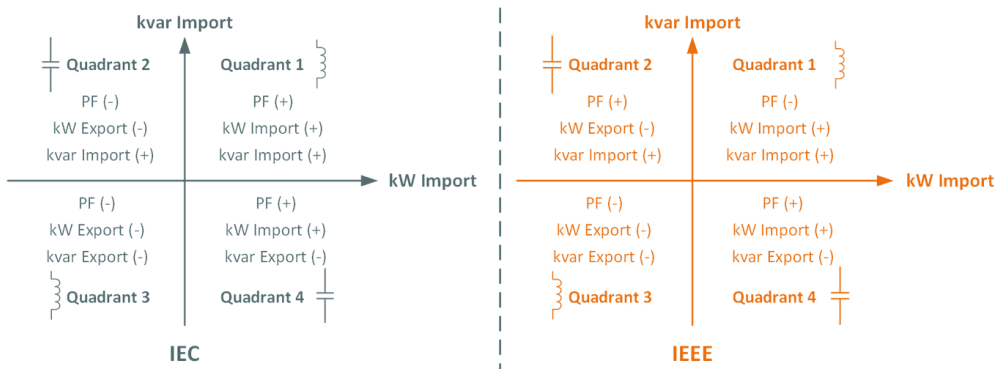 kvar Import
Quadrant 2
Quadrant 1
PF (-)
PF (+)
kW Export (-)
kW Import (+)
kvar Import (+)
kvar Import (+)
kW Import
PF (-)
PF (+)
kW Export (-)
kW Import (+)
kvar Export (-)
kvar Export (-)
Quadrant 3
Quadrant 4
IEC
kvar Import
Quadrant 2
Quadrant 1
PF (+)
PF (-)
kW Export (-)
kW Import (+)
kvar Import (+)
kvar Import (+)
kW Import
PF (-)
PF (+)
kW Export (-)
kW Import (+)
kvar Export (-)
kvar Export (-)
Quadrant 3
Quadrant 4
IEEE